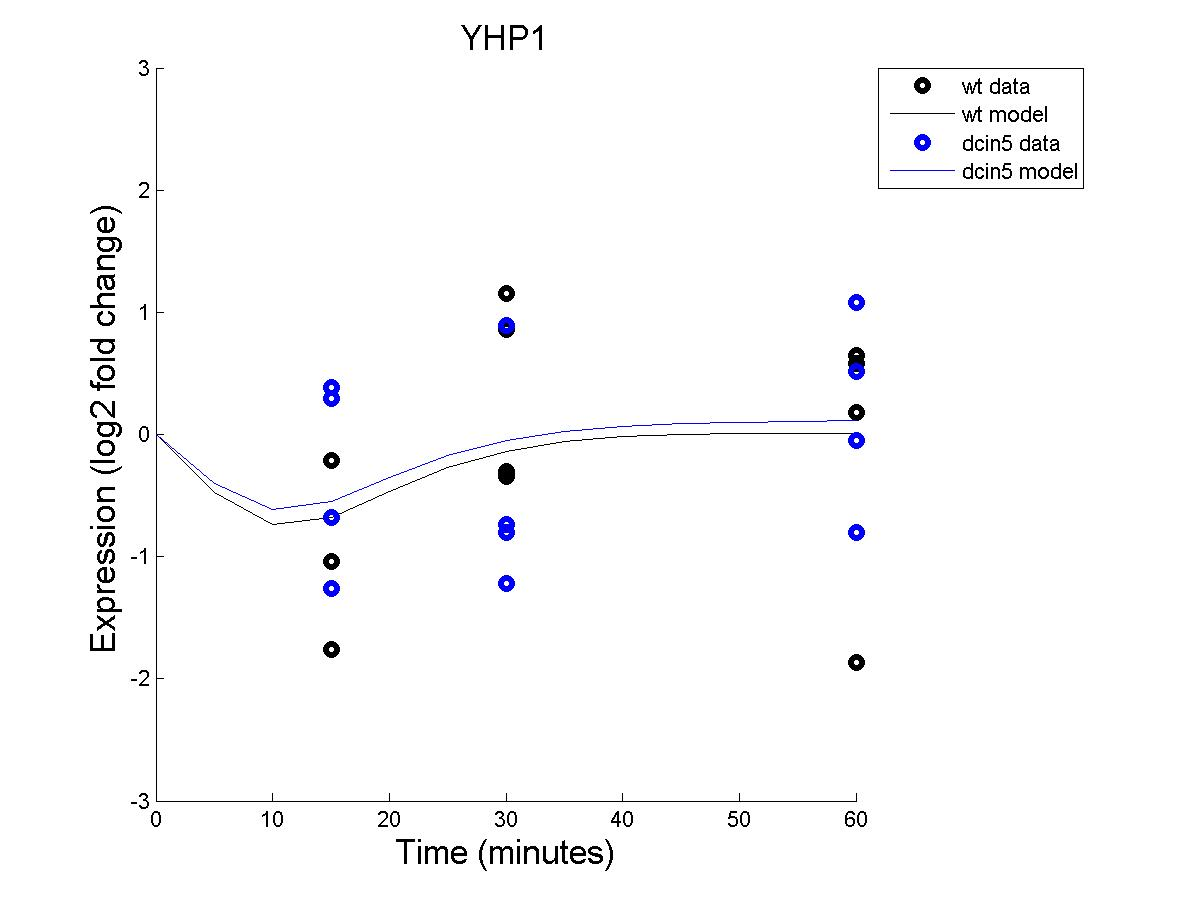 YHP1
3
2
1
0
-1
-2
-3
Expression (log2 fold change)
0 10 20 30 40 50 60
Time (minutes)
wt data
wt model
dcin5 data
dcin5 model